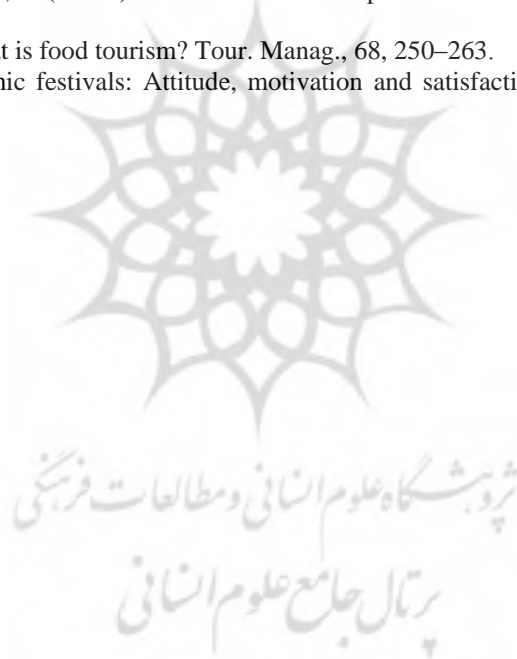 at is food tourism? Tour. Manag., 68, 250–263.
nic festivals: Attitude, motivation and satisfacti
پژوهشگاه علوم انسانی و مطالعات فرهنگی
پرتال جامع علوم انسانی